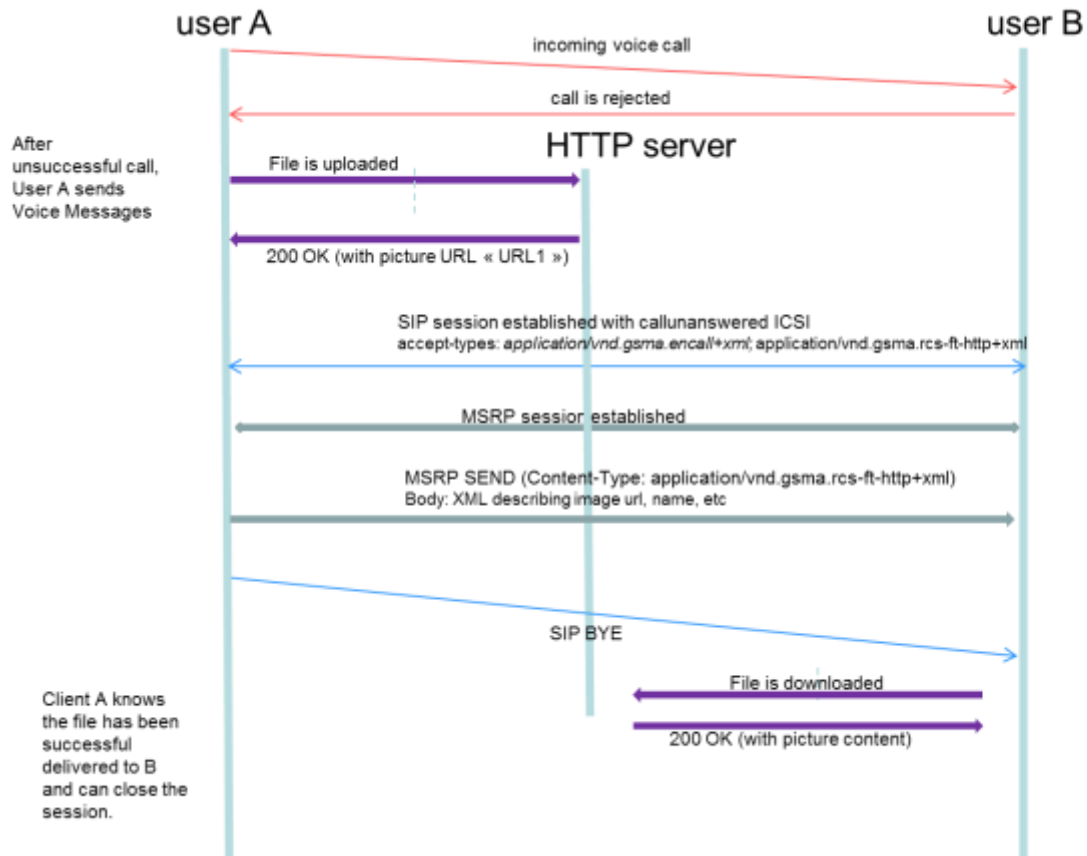 user A
user B
incoming voice call
call is rejected
After
unsuccessful call,
User A sends
Voice Messages
HTTP server
File is uploaded
200 OK (with picture URL « URL1 »)
SIP session established with callunanswered ICSI
accept-types: application/vnd.gsma.encall+xml; application/vnd.gsma.rcs-ft-http+xml
MSRP session established
MSRP SEND (Content-Type: application/vnd.gsma.rcs-ft-http+xml)
Body: XML describing image url, name, etc
SIP BYE
File is downloaded
200 OK (with picture content)
Client A knows
the file has been
successful
delivered to B
and can close the
session.